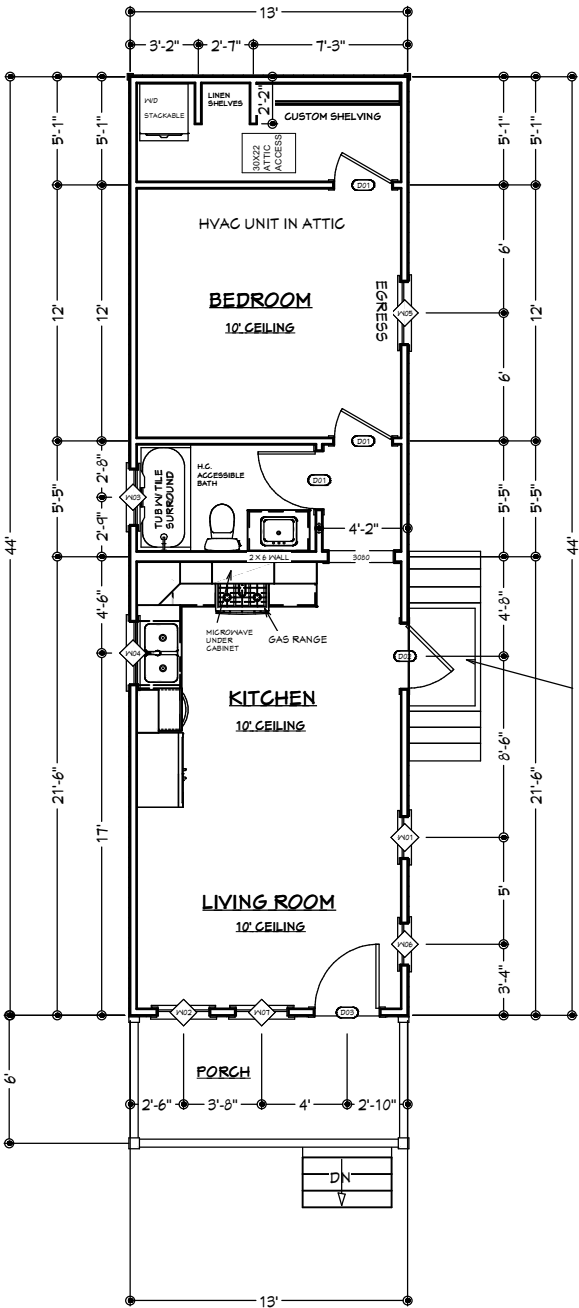 13'
3'-2"
2'-7"
7'-3"
W/D
STACKABLE
LINEN
SHELVES
2'-2"
CUSTOM SHELVING
30X22
ATTIC
ACCESS
5'-1"
5'-1"
5'-1"
5'-1"
D01
HVAC UNIT IN ATTIC
BEDROOM
10' CEILING
EGRESS
W05
12'
12'
6'
6'
12'
D01
H.C.
ACCESSIBLE
BATH
TUB W/TILE
SURROUND
D01
W03
2'-8"
2'-9"
5'-5"
5'-5"
5'-5"
4'-2"
2 X 6 WALL
3080
44'
44'
4'-6"
4'-8"
MICROWAVE
UNDER
CABINET
GAS RANGE
W04
D02
KITCHEN
10' CEILING
8'-6"
21'-6"
21'-6"
17'
W01
LIVING ROOM
10' CEILING
5'
W06
3'-4"
W02
W07
D03
PORCH
6'
2'-6"
3'-8"
4'
2'-10"
DN
13'